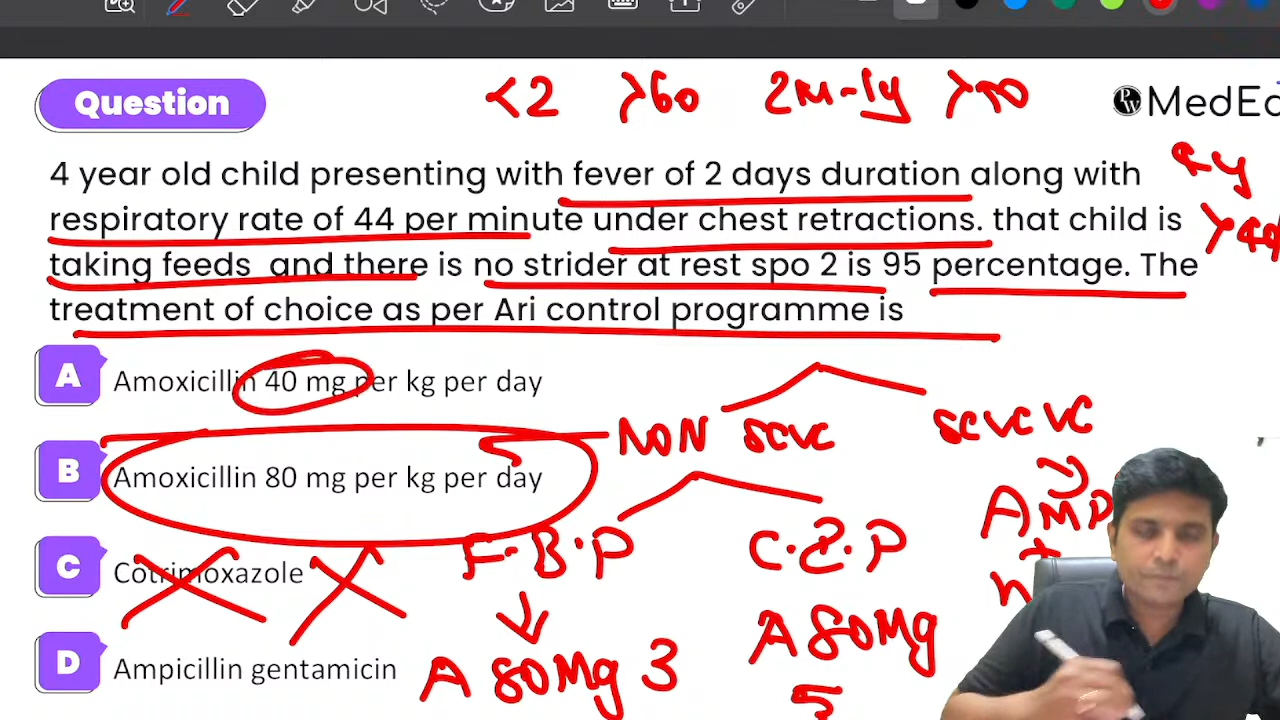 <2 >60 2M-1y >50
Question
PW MedEd
4 year old child presenting with fever of 2 days duration along with
respiratory rate of 44 per minute under chest retractions. that child is
taking feeds and there is no strider at rest spo 2 is 95 percentage. The
treatment of choice as per Ari control programme is
>40
A Amoxicillin 40 mg per kg per day
NON seve
seveve
B Amoxicillin 80 mg per kg per day
AMP
F.B.P
C.I.P
C Cotrimoxazole
A 80Mg
D Ampicillin gentamicin
A 80Mg 3
5